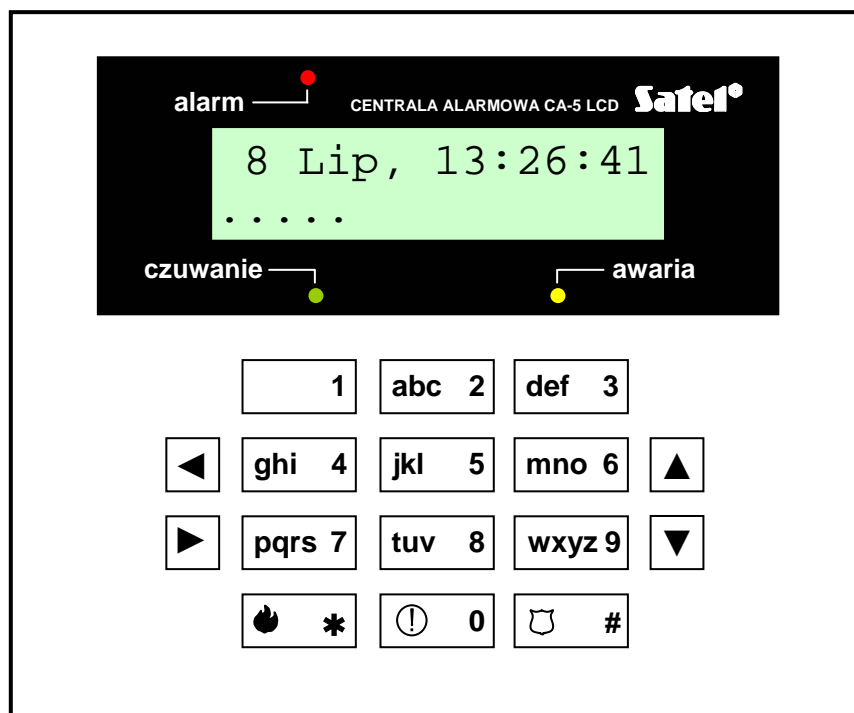 alarm
CENTRALA ALARMOWA CA-5 LCD Satel®
8 Lip, 13:26:41
.....
czuwanie
awaria
1
abc 2
def 3
ghi 4
jkl 5
mno 6
pqrs 7
tuv 8
wxyz 9
*
! 0
#